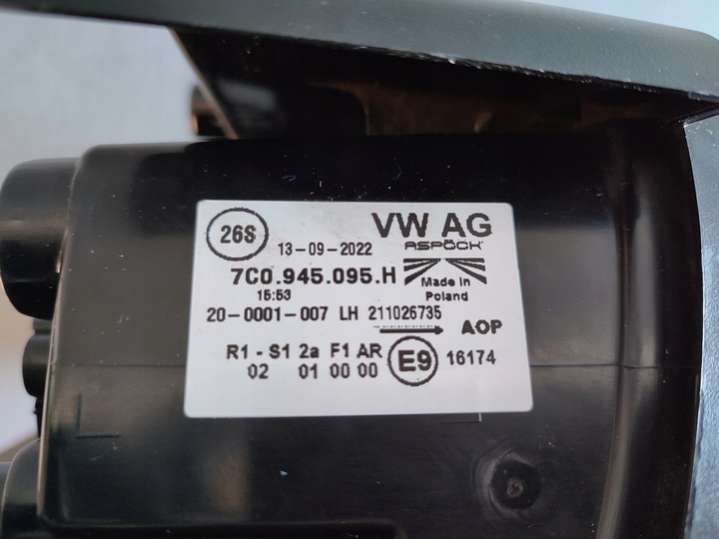 26S
VW AG
13-09-2022
ASPÖCK
7C0.945.095.H
Made in
Poland
15:53
20-0001-007 LH 211026735
AOP
R1 - S1 2a F1 AR
02 01 00 00
E9
16174